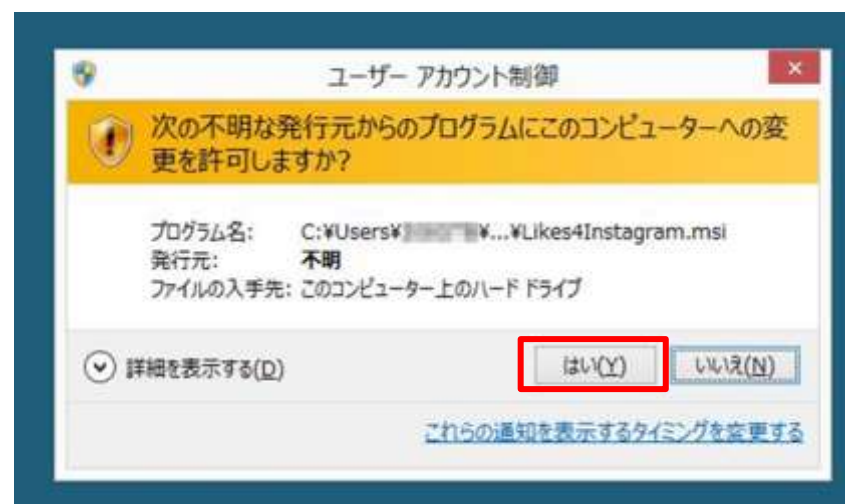 ユーザー アカウント制御
次の不明な発行元からのプログラムにこのコンピューターへの変
更を許可しますか?
プログラム名: C:¥Users¥ ¥...¥Likes4Instagram.msi
発行元: 不明
ファイルの入手先: このコンピューター上のハード ドライブ
詳細を表示する(D)
はい(Y) いいえ(N)
これらの通知を表示するタイミングを変更する